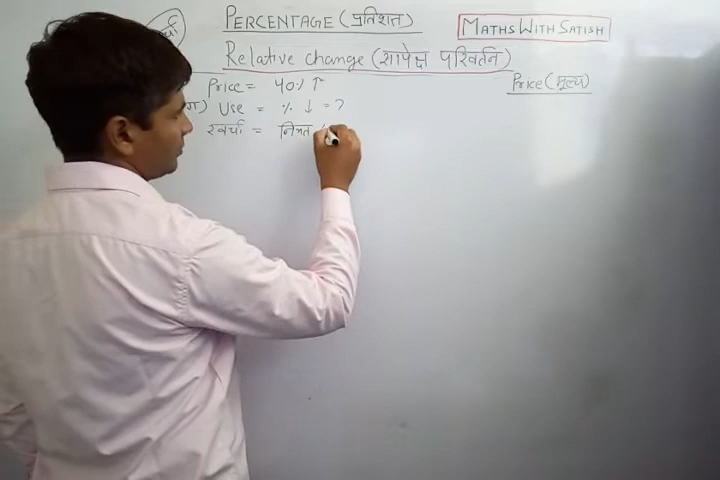 PERCENTAGE (प्रतिशत)
MATHS WITH SATISH
Relative change (सापेक्ष परिवर्तन)
Price = 40% ↑
Price (मूल्य)
Use = % ↓ = ?
खर्चा = नियत